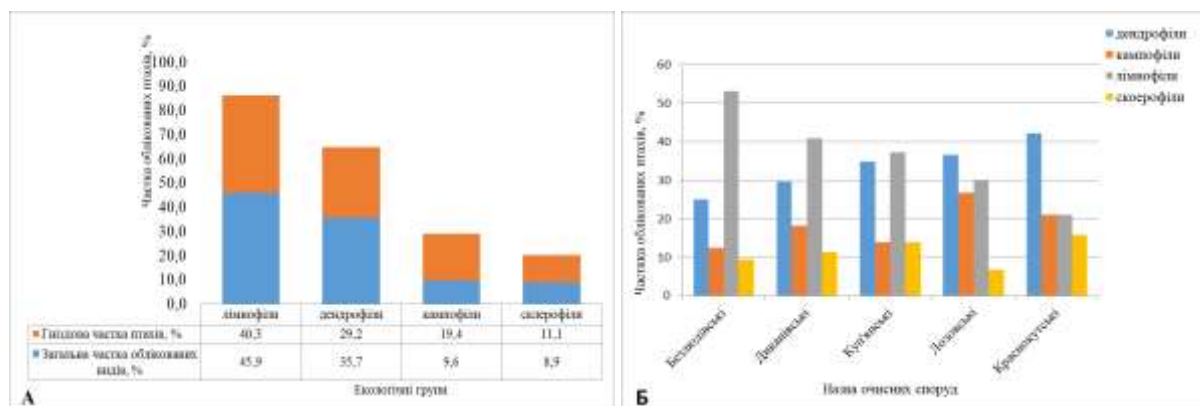 Частка облікованих птахів, %
100,0
90,0
80,0
70,0
60,0
50,0
40,0
30,0
20,0
10,0
0,0
лімнофіли дендрофіли кампофіли склерофіли
Гніздова частка птахів, % 40,3 29,2 19,4 11,1
Загальна частка облікованих видів, % 45,9 35,7 9,6 8,9
Екологічні групи
А
дендрофіли
кампофіли
лімнофіли
скоерофіли
Частка облікованих птахів, %
60
50
40
30
20
10
0
Безлюдівські
Диканівські
Куп'янські
Лозовські
Краснокутські
Назва очисних споруд
Б